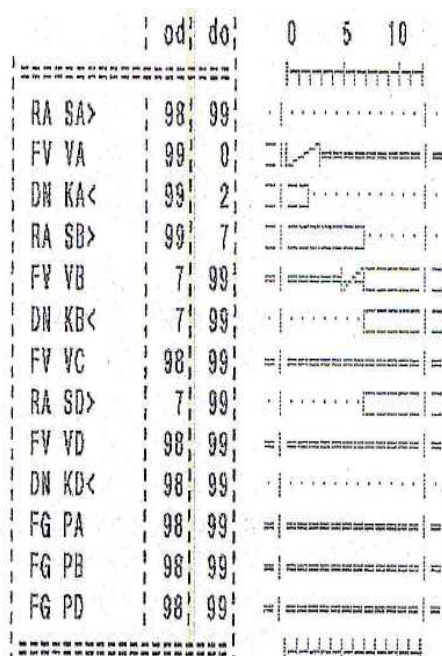 od do 0 5 10
RA SA> 98 99
FV VA 99 0
DN KA< 99 2
RA SB> 99 7
FV VB 7 99
DN KB< 7 99
FV VC 98 99
RA SD> 7 99
FV VD 98 99
DN KD< 98 99
FG PA 98 99
FG PB 98 99
FG PD 98 99